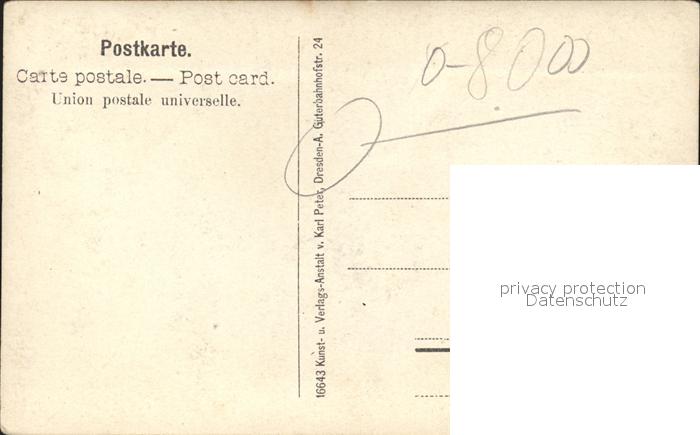 Postkarte.
Carte postale. — Post card.
Union postale universelle.
16643 Kunst- u. Verlags-Anstalt v. Karl Peter, Dresden-A. Güterbahnhofstr. 24
0-8000
privacy protection
Datenschutz